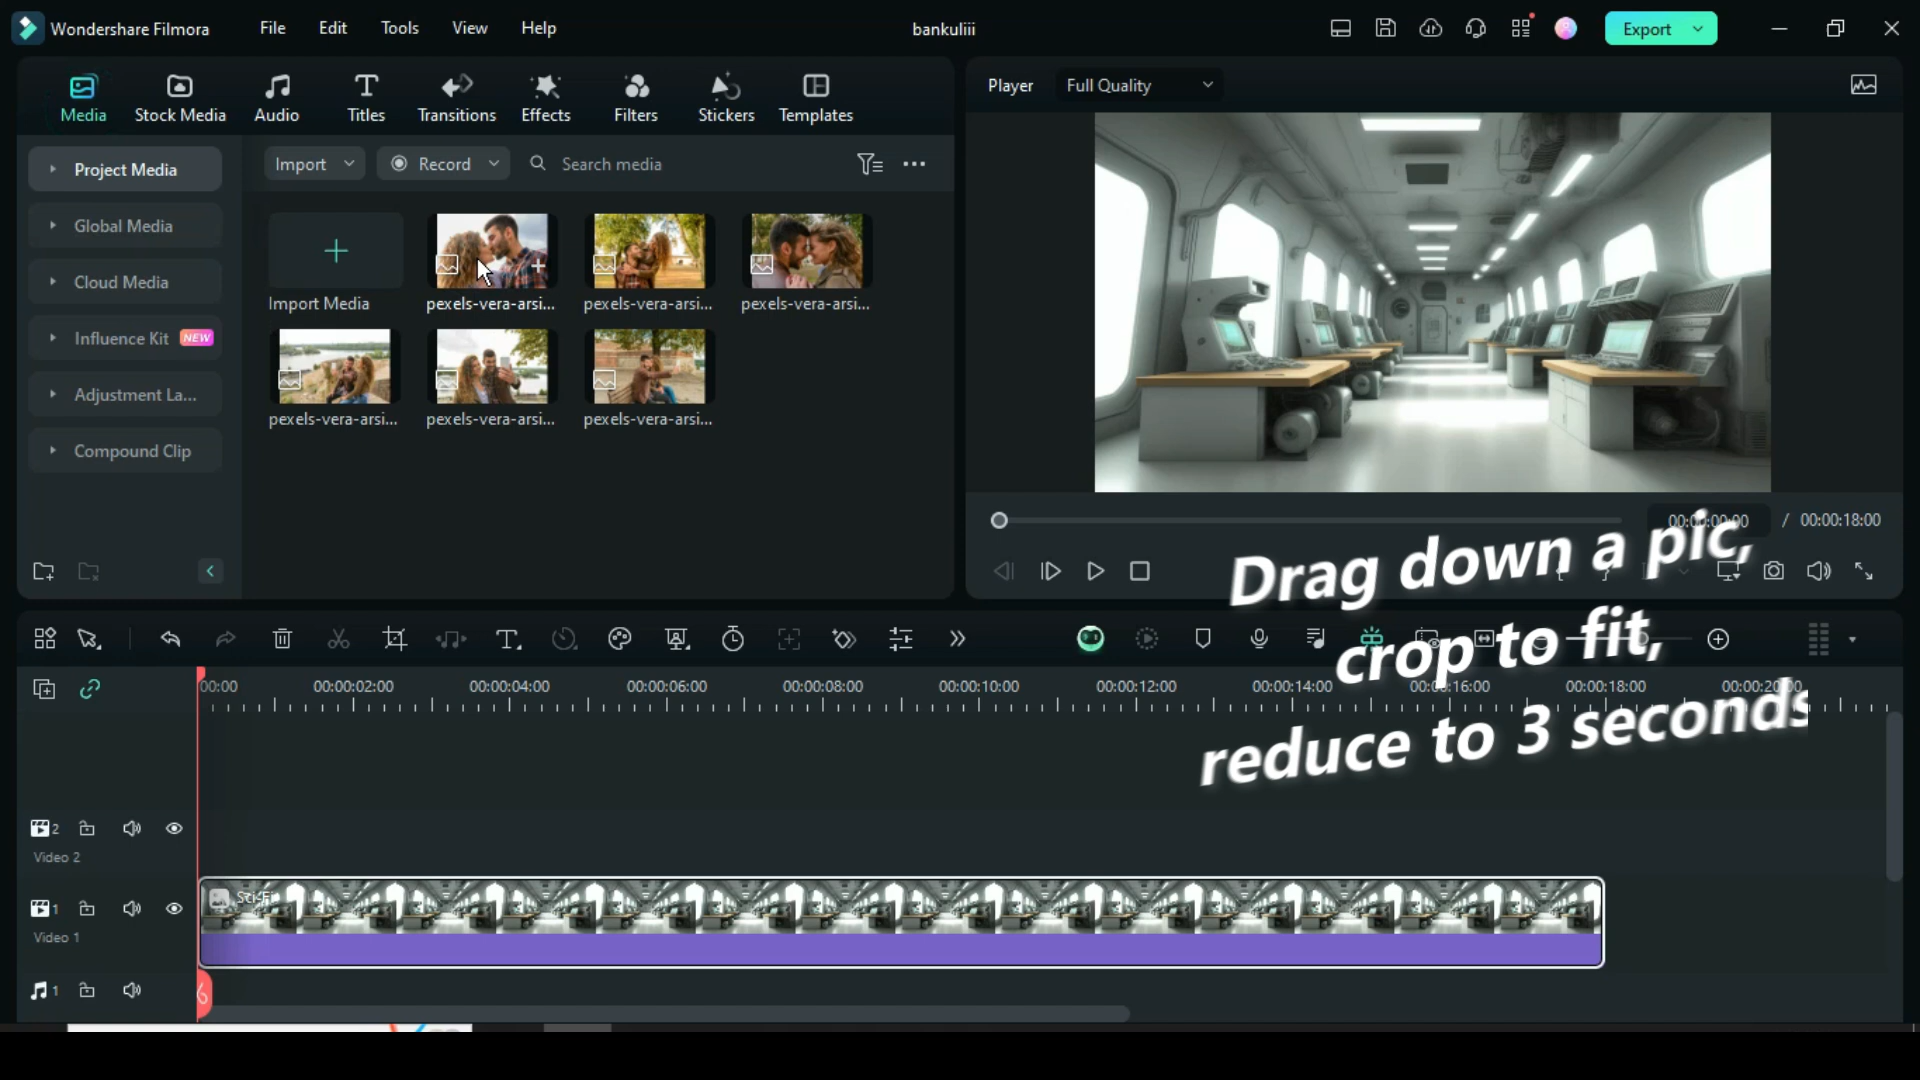 Wondershare Filmora
File
Edit
Tools
View
Help
bankuliii
Export
Media
Stock Media
Audio
Titles
Transitions
Effects
Filters
Stickers
Templates
Player
Full Quality
Project Media
Import
Record
Search media
Global Media
Cloud Media
Influence Kit
NEW
Adjustment La...
Compound Clip
Import Media
pexels-vera-arsi...
pexels-vera-arsi...
pexels-vera-arsi...
pexels-vera-arsi...
pexels-vera-arsi...
pexels-vera-arsi...
00:00:00:00 / 00:00:18:00
Drag down a pic,
crop to fit,
reduce to 3 seconds
00:00
00:00:02:00
00:00:04:00
00:00:06:00
00:00:08:00
00:00:10:00
00:00:12:00
00:00:14:00
00:00:16:00
00:00:18:00
00:00:20:00
2
Video 2
1
Video 1
Sci-Fi
1